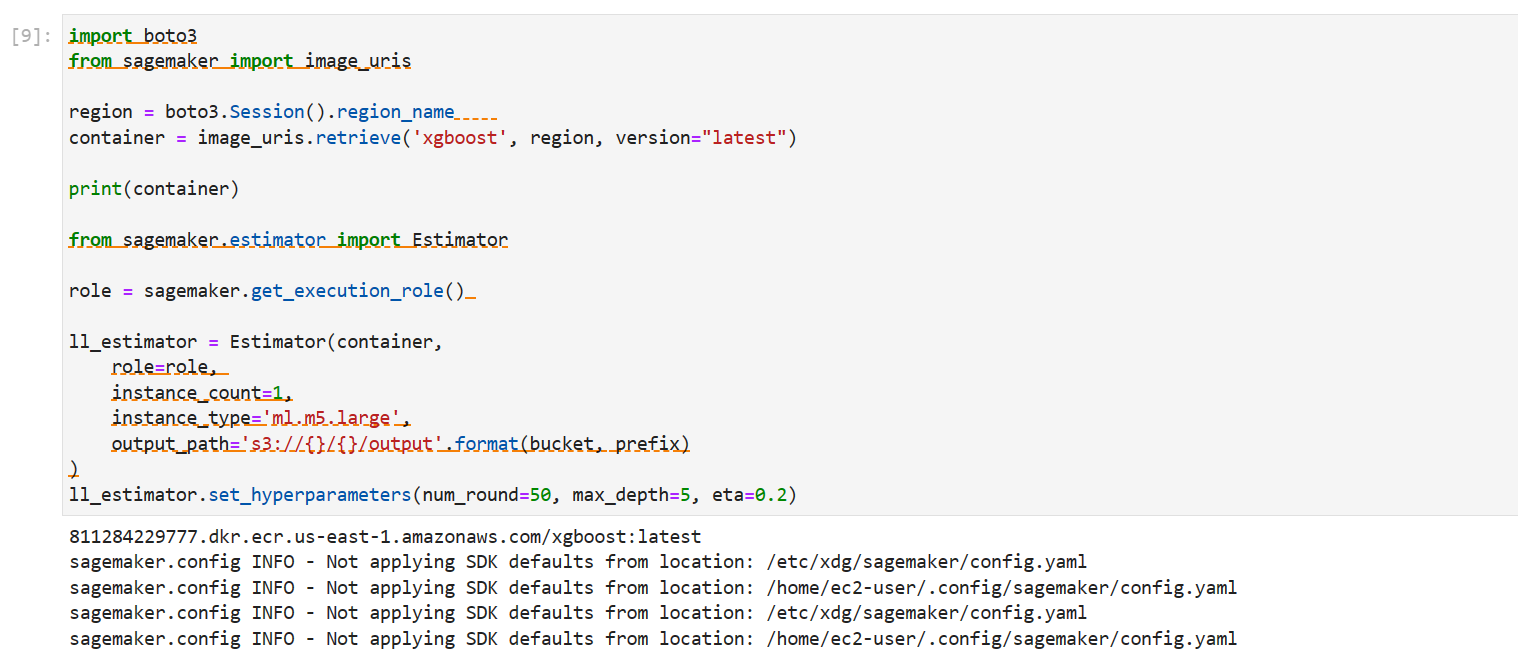 [9]:
import boto3
from sagemaker import image_uris
region = boto3.Session().region_name
container = image_uris.retrieve('xgboost', region, version="latest")
print(container)
from sagemaker.estimator import Estimator
role = sagemaker.get_execution_role()
ll_estimator = Estimator(container,
    role=role,
    instance_count=1,
    instance_type='ml.m5.large',
    output_path='s3://{}/{}/output'.format(bucket, prefix)
)
ll_estimator.set_hyperparameters(num_round=50, max_depth=5, eta=0.2)
811284229777.dkr.ecr.us-east-1.amazonaws.com/xgboost:latest
sagemaker.config INFO - Not applying SDK defaults from location: /etc/xdg/sagemaker/config.yaml
sagemaker.config INFO - Not applying SDK defaults from location: /home/ec2-user/.config/sagemaker/config.yaml
sagemaker.config INFO - Not applying SDK defaults from location: /etc/xdg/sagemaker/config.yaml
sagemaker.config INFO - Not applying SDK defaults from location: /home/ec2-user/.config/sagemaker/config.yaml